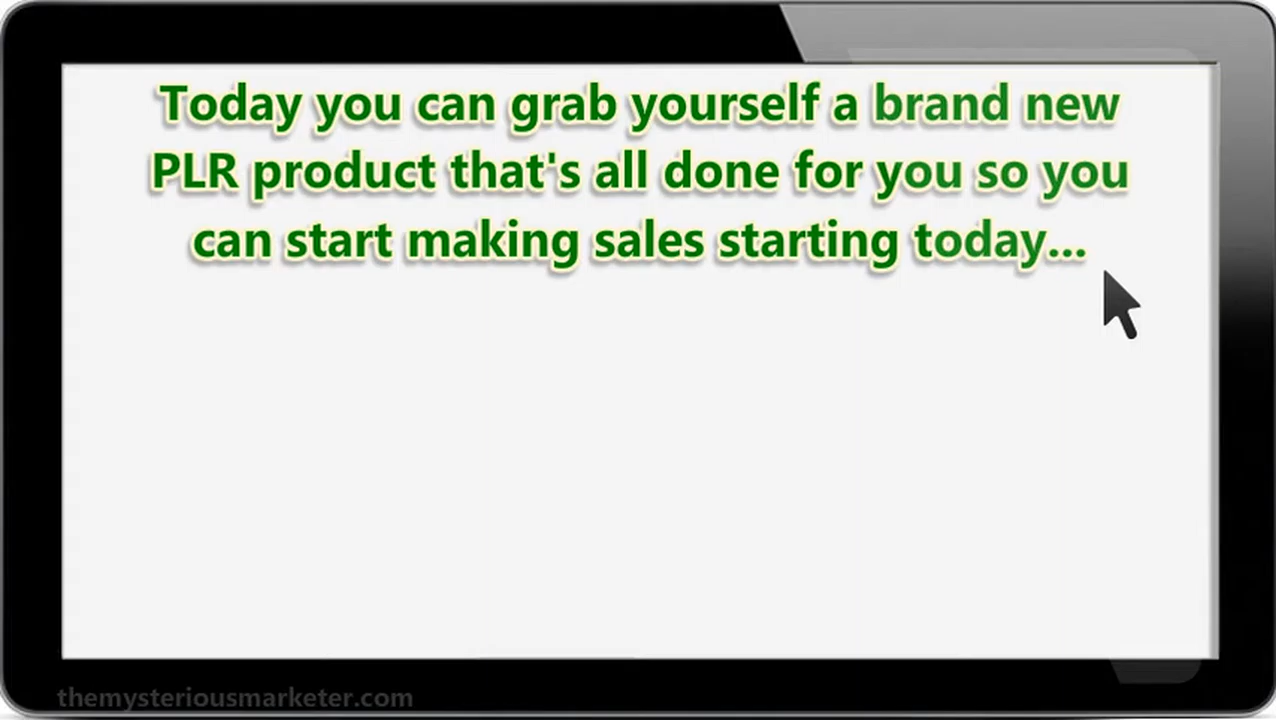 Today you can grab yourself a brand new
PLR product that's all done for you so you
can start making sales starting today...
themysteriousmarketer.com